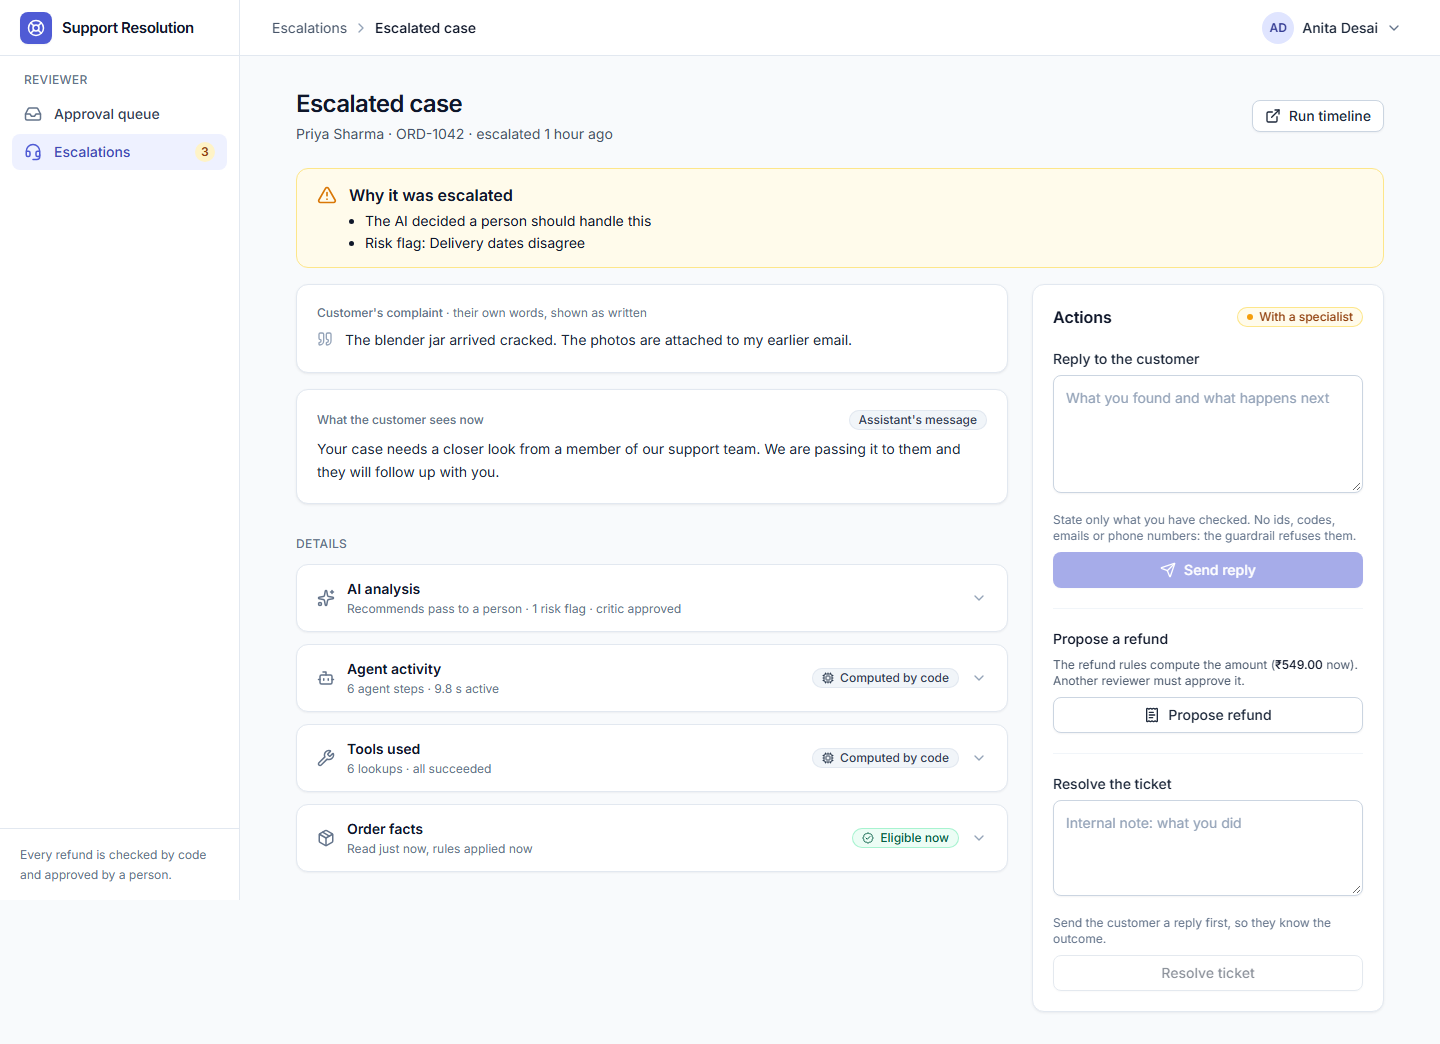 Support Resolution
Escalations
Escalated case
AD
Anita Desai
REVIEWER
Approval queue
Escalations
3
Every refund is checked by code
and approved by a person.
Escalated case
Priya Sharma · ORD-1042 · escalated 1 hour ago
Run timeline
Why it was escalated
The AI decided a person should handle this
Risk flag: Delivery dates disagree
Customer's complaint · their own words, shown as written
The blender jar arrived cracked. The photos are attached to my earlier email.
What the customer sees now
Assistant's message
Your case needs a closer look from a member of our support team. We are passing it to them and
they will follow up with you.
DETAILS
AI analysis
Recommends pass to a person · 1 risk flag · critic approved
Agent activity
6 agent steps · 9.8 s active
Computed by code
Tools used
6 lookups · all succeeded
Computed by code
Order facts
Read just now, rules applied now
Eligible now
Actions
With a specialist
Reply to the customer
What you found and what happens next
State only what you have checked. No ids, codes,
emails or phone numbers: the guardrail refuses them.
Send reply
Propose a refund
The refund rules compute the amount (₹549.00 now).
Another reviewer must approve it.
Propose refund
Resolve the ticket
Internal note: what you did
Send the customer a reply first, so they know the
outcome.
Resolve ticket